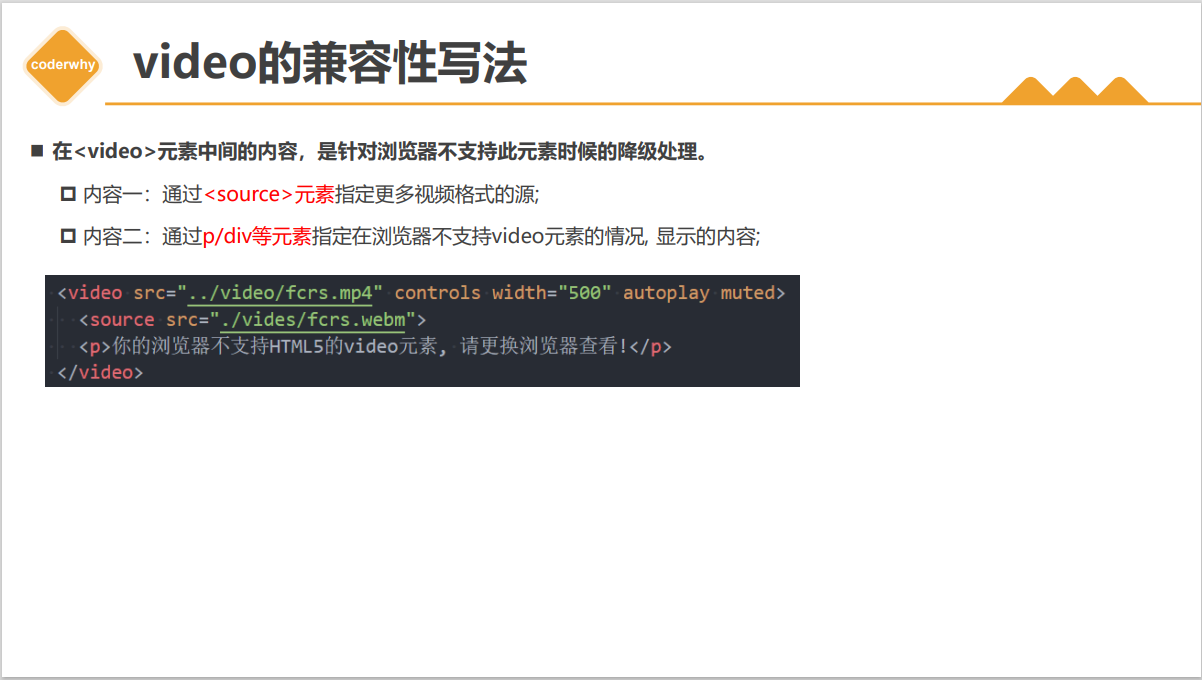 coderwhy
video的兼容性写法
在<video>元素中间的内容，是针对浏览器不支持此元素时候的降级处理。
内容一：通过<source>元素指定更多视频格式的源;
内容二：通过p/div等元素指定在浏览器不支持video元素的情况, 显示的内容;
<video src="../video/fcrs.mp4" controls width="500" autoplay muted>
<source src="./vides/fcrs.webm">
<p>你的浏览器不支持HTML5的video元素, 请更换浏览器查看!</p>
</video>